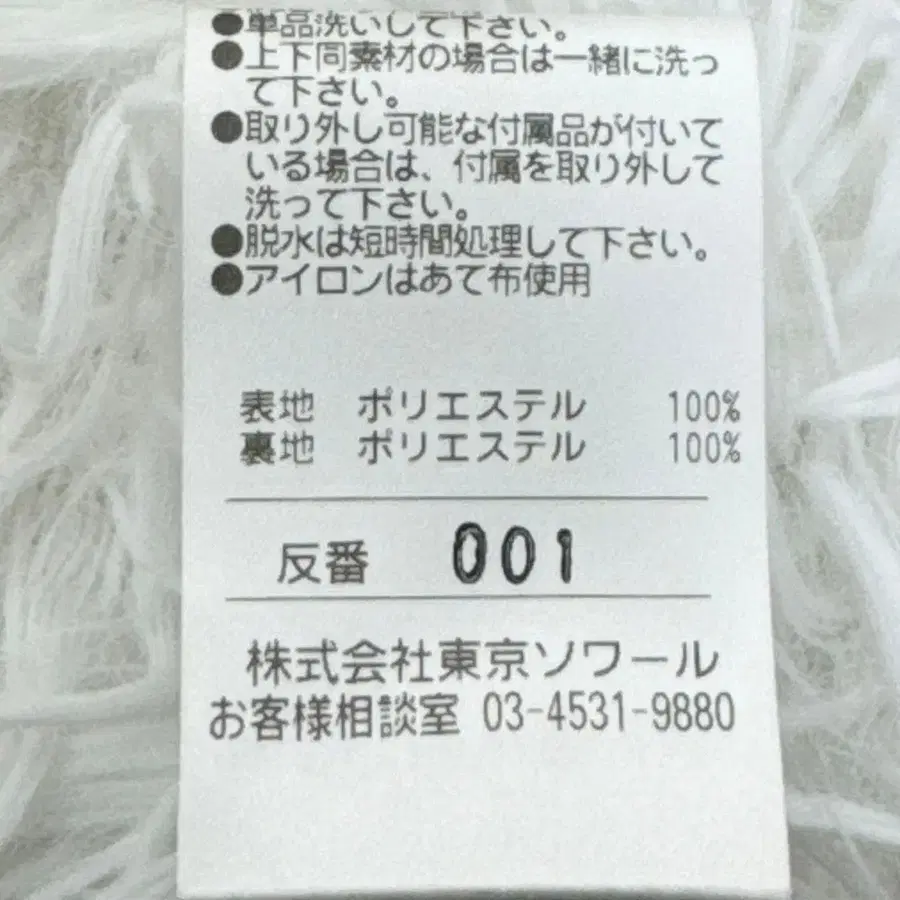 ●単品洗いして下さい。
●上下同素材の場合は一緒に洗っ
て下さい。
●取り外し可能な付属品が付いて
いる場合は、付属を取り外して
洗って下さい。
●脱水は短時間処理して下さい。
●アイロンはあて布使用
表地 ポリエステル 100%
裏地 ポリエステル 100%
反番 001
株式会社東京ソワール
お客様相談室 03-4531-9880